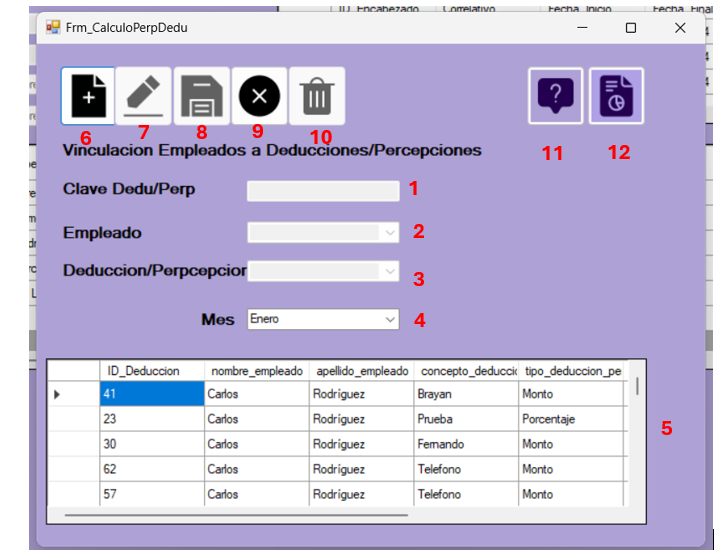 ID_Encabezado Correlativo Fecha_Inicio Fecha_Final
Frm_CalculoPerpDedu
6 7 8 9 10 11 12
Vinculacion Empleados a Deducciones/Percepciones
Clave Dedu/Perp 1
Empleado 2
Deduccion/Perpcepcior 3
Mes Enero 4
ID_Deduccion nombre_empleado apellido_empleado concepto_deducció tipo_deduccion_pe
41 Carlos Rodríguez Brayan Monto
23 Carlos Rodríguez Prueba Porcentaje
5
30 Carlos Rodríguez Fernando Monto
62 Carlos Rodríguez Telefono Monto
57 Carlos Rodríguez Telefono Monto